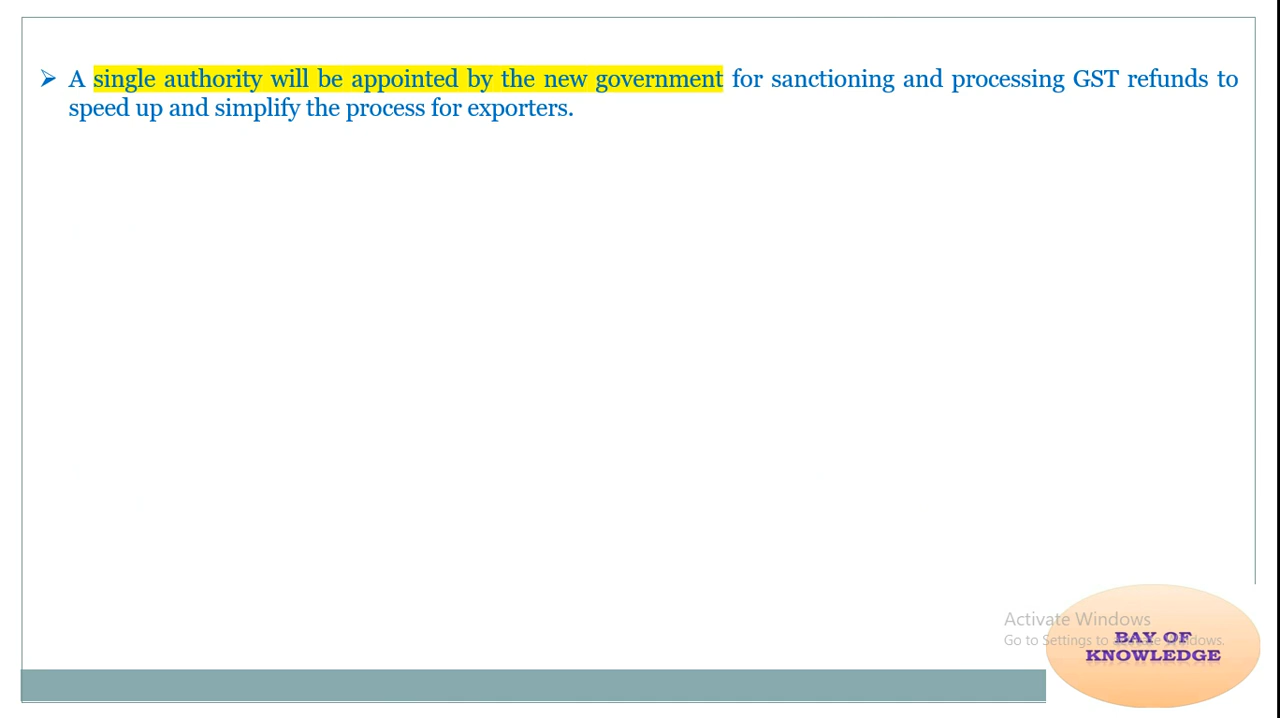 ➢ A single authority will be appointed by the new government for sanctioning and processing GST refunds to
speed up and simplify the process for exporters.
Activate Windows
Go to Settings to activate Windows.
BAY OF
KNOWLEDGE